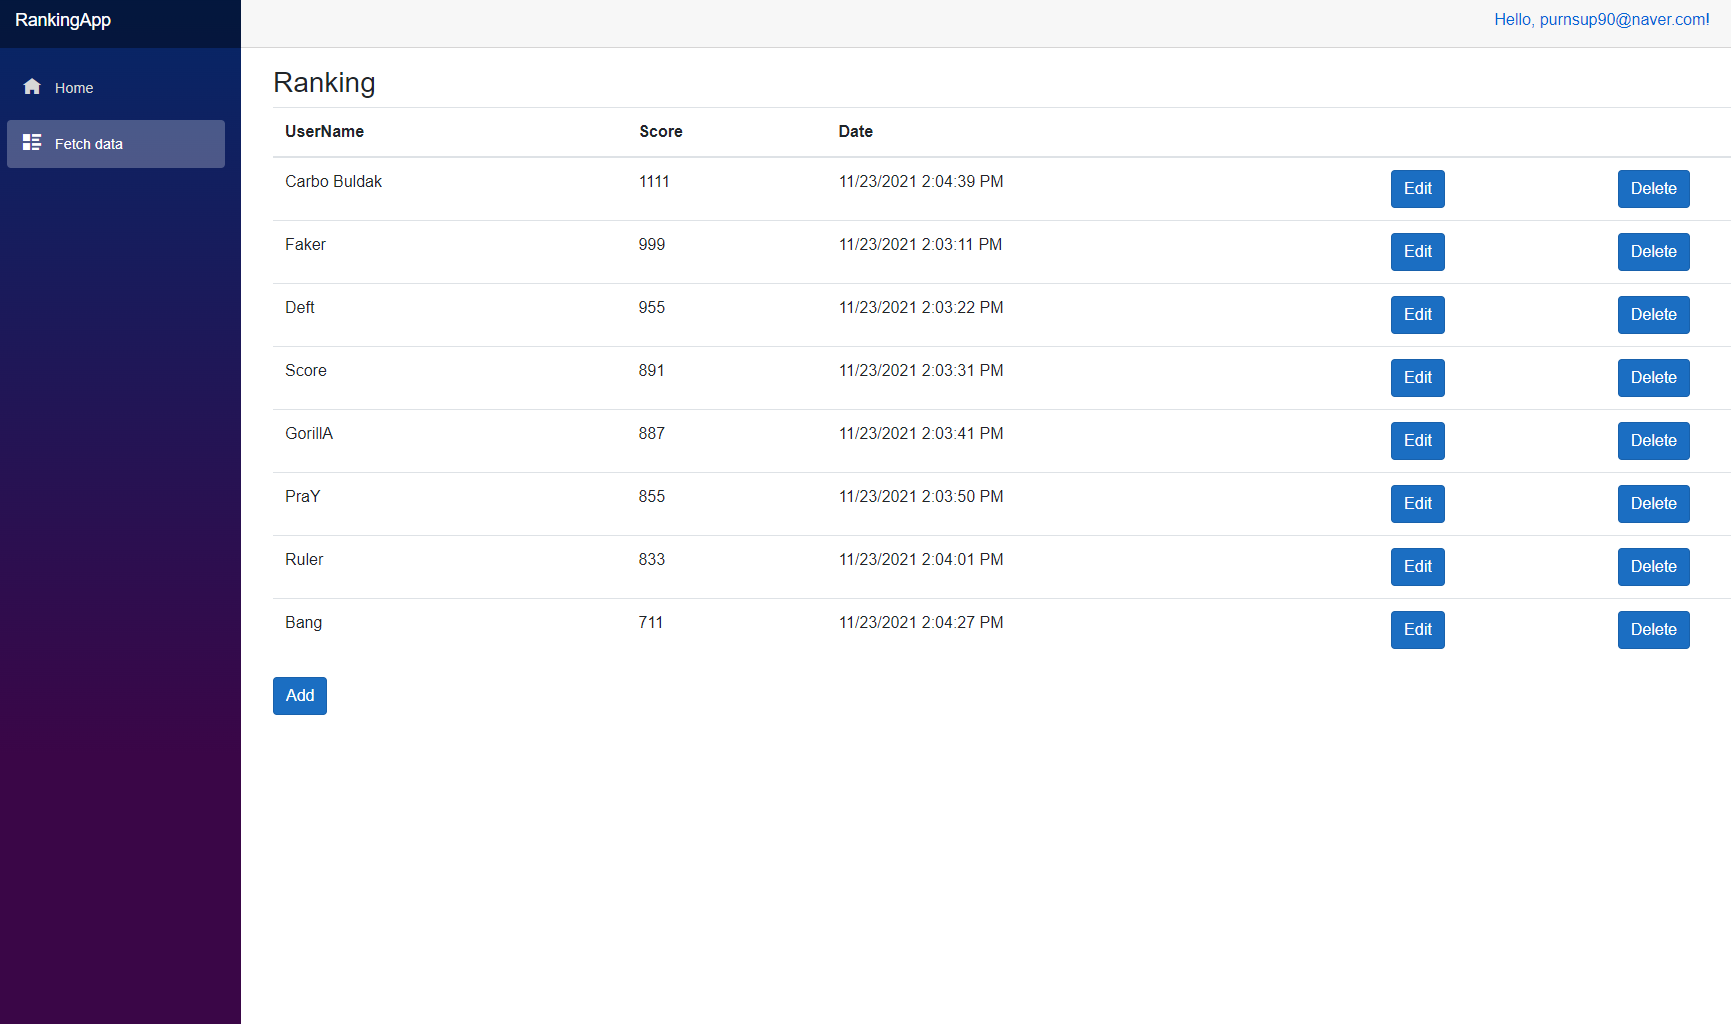 RankingApp
Hello, purnsup90@naver.com!
Home
Fetch data
Ranking
UserName Score Date
Carbo Buldak 1111 11/23/2021 2:04:39 PM Edit Delete
Faker 999 11/23/2021 2:03:11 PM Edit Delete
Deft 955 11/23/2021 2:03:22 PM Edit Delete
Score 891 11/23/2021 2:03:31 PM Edit Delete
GorillA 887 11/23/2021 2:03:41 PM Edit Delete
PraY 855 11/23/2021 2:03:50 PM Edit Delete
Ruler 833 11/23/2021 2:04:01 PM Edit Delete
Bang 711 11/23/2021 2:04:27 PM Edit Delete
Add